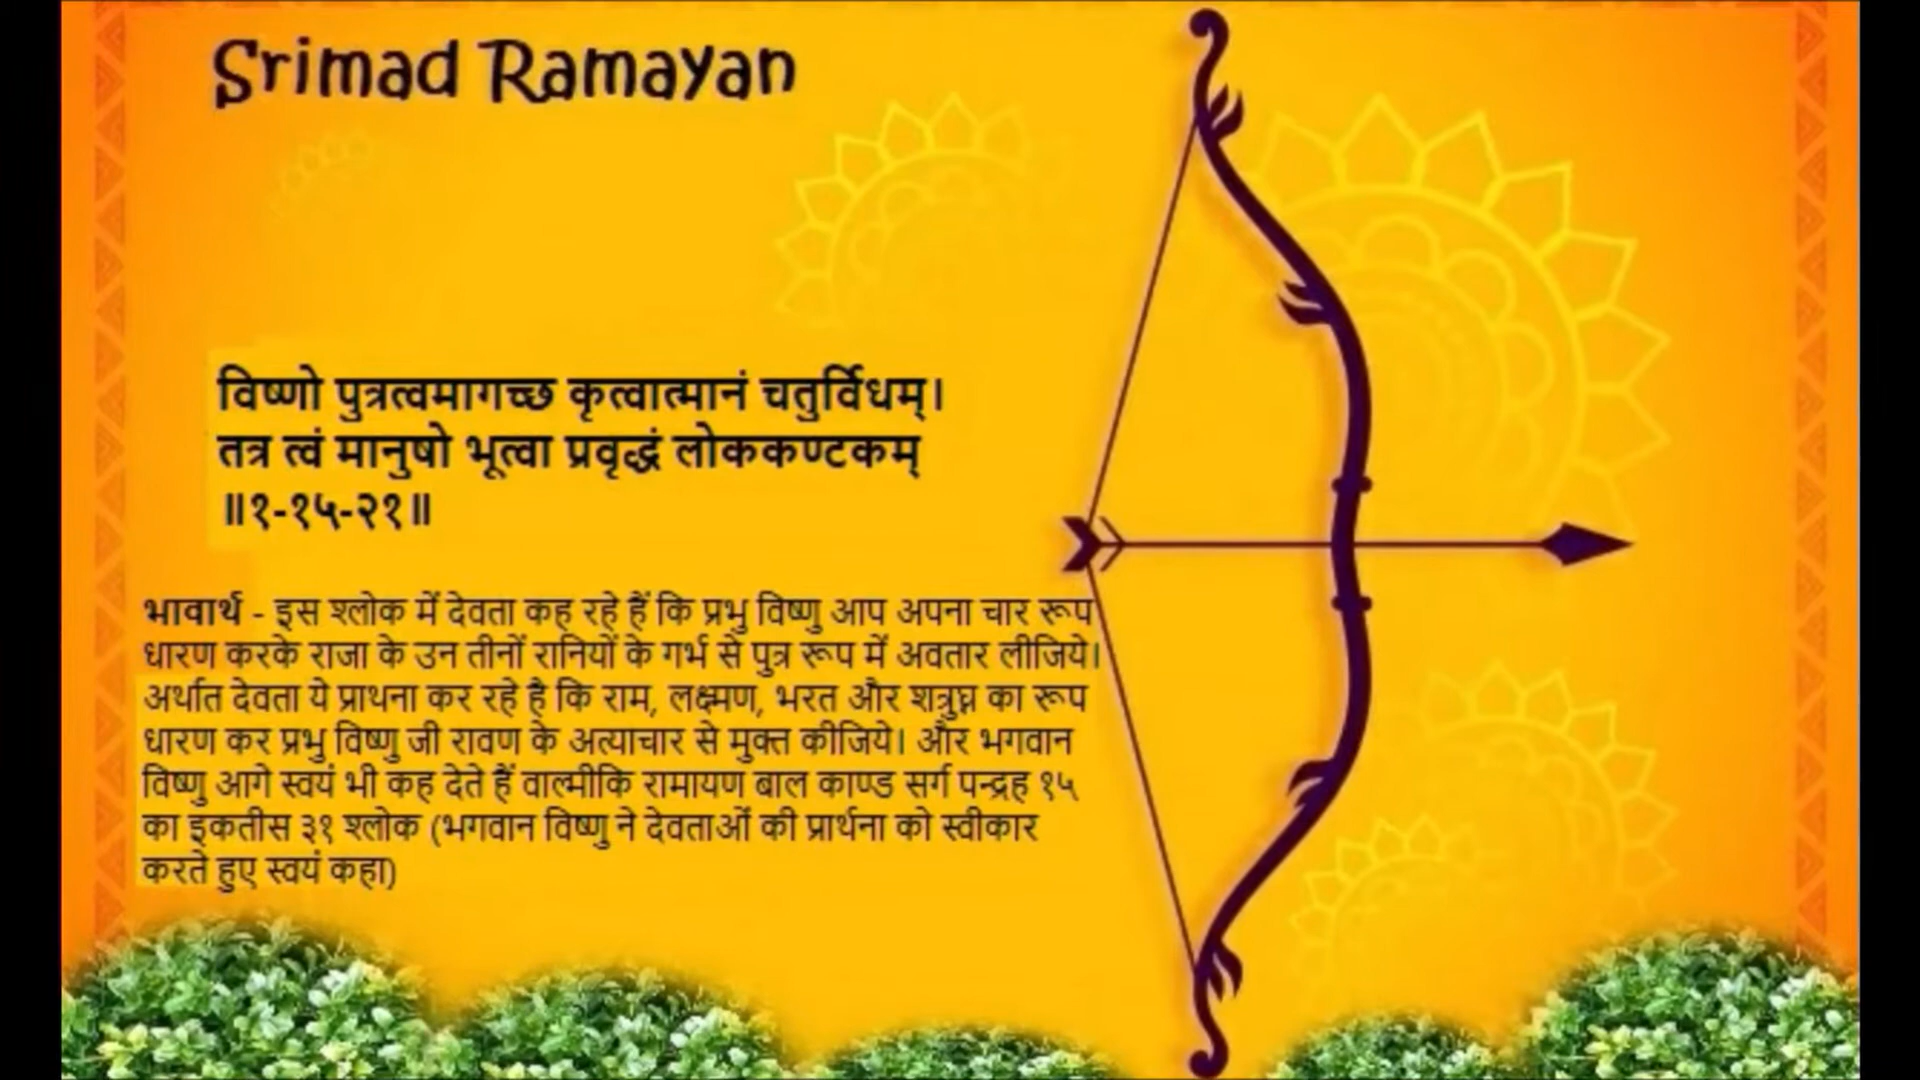 Srimad Ramayan
विष्णो पुत्रत्वमागच्छ कृत्वात्मानं चतुर्विधम्।
तत्र त्वं मानुषो भूत्वा प्रवृद्धं लोककण्टकम्
॥१-१५-२१॥
भावार्थ - इस श्लोक में देवता कह रहे हैं कि प्रभु विष्णु आप अपना चार रूप
धारण करके राजा के उन तीनों रानियों के गर्भ से पुत्र रूप में अवतार लीजिये।
अर्थात देवता ये प्राथना कर रहे है कि राम, लक्ष्मण, भरत और शत्रुघ्न का रूप
धारण कर प्रभु विष्णु जी रावण के अत्याचार से मुक्त कीजिये। और भगवान
विष्णु आगे स्वयं भी कह देते हैं वाल्मीकि रामायण बाल काण्ड सर्ग पन्द्रह १५
का इकतीस ३१ श्लोक (भगवान विष्णु ने देवताओं की प्रार्थना को स्वीकार
करते हुए स्वयं कहा)